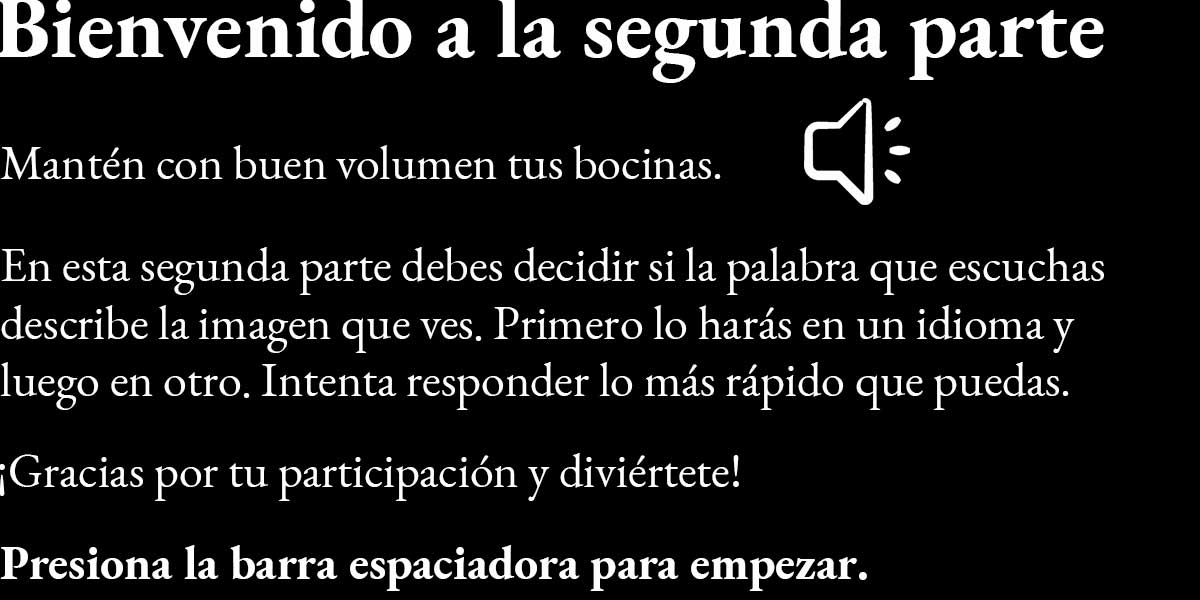 Bienvenido a la segunda parte
Mantén con buen volumen tus bocinas.
En esta segunda parte debes decidir si la palabra que escuchas
describe la imagen que ves. Primero lo harás en un idioma y
luego en otro. Intenta responder lo más rápido que puedas.
¡Gracias por tu participación y diviértete!
Presiona la barra espaciadora para empezar.